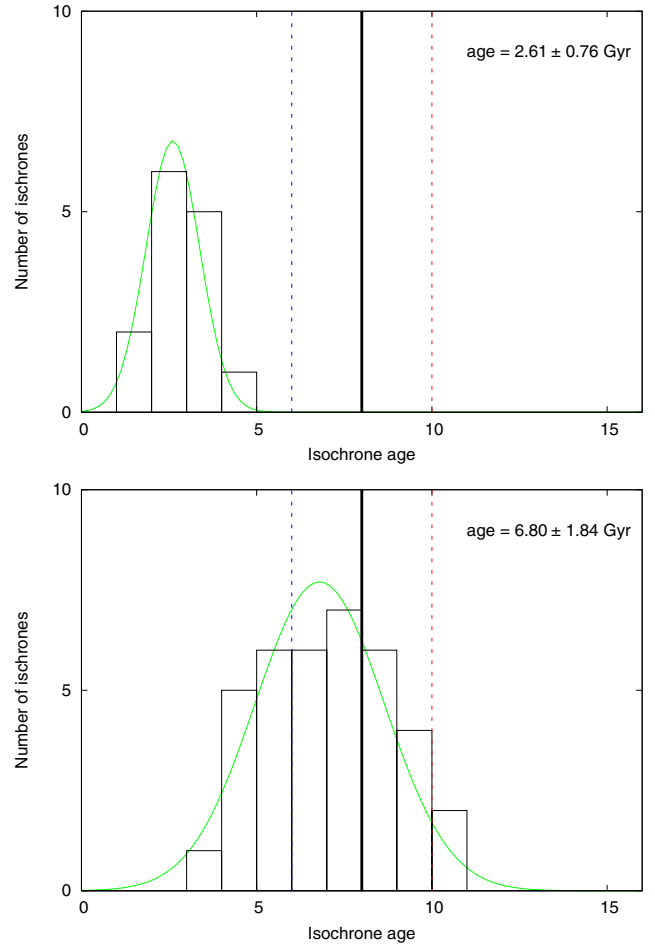 10
age = 2.61 ± 0.76 Gyr
Number of ischrones
5
0
0 5 10 15
Isochrone age
10
age = 6.80 ± 1.84 Gyr
Number of ischrones
5
0
0 5 10 15
Isochrone age